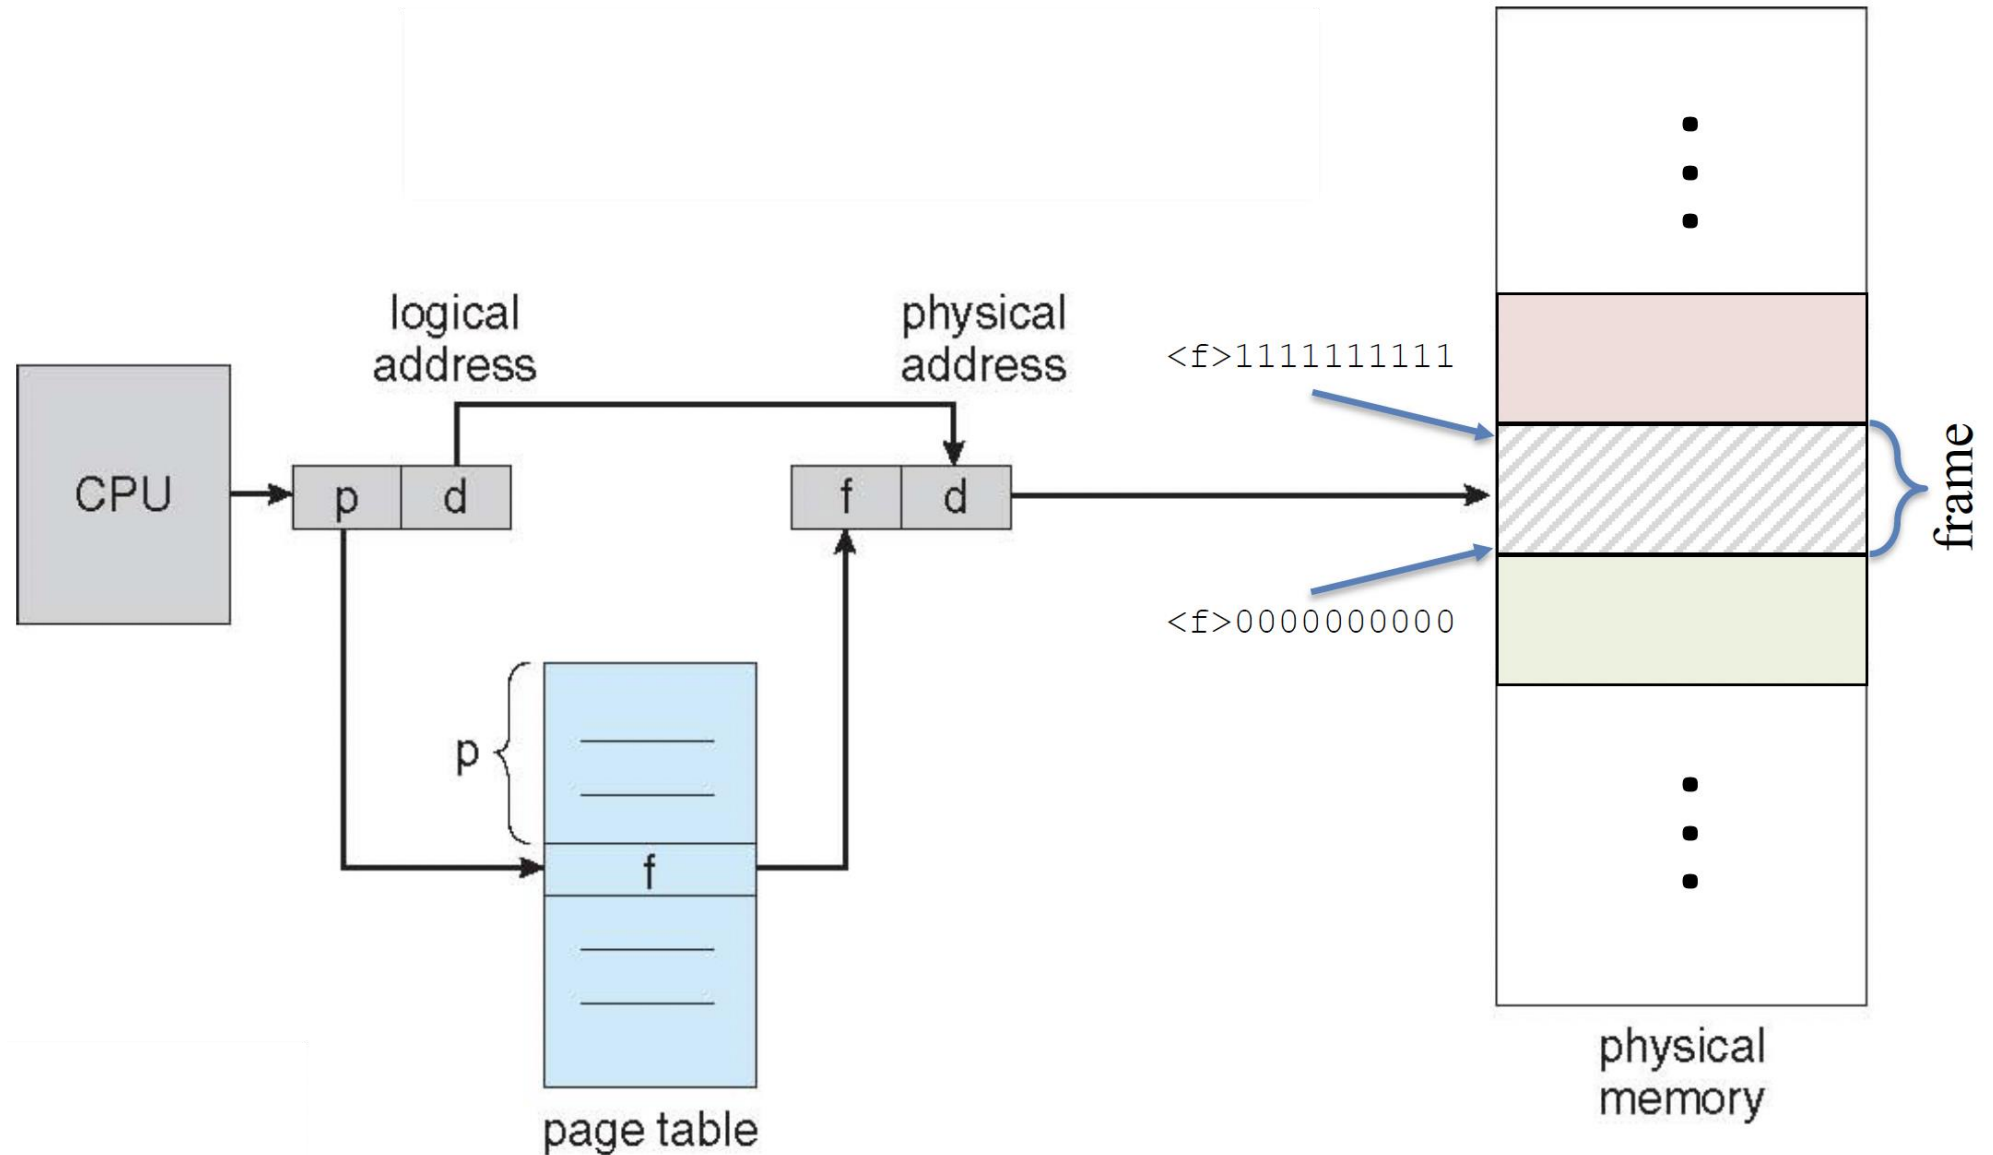 logical
address
physical
address
<f>1111111111
CPU
p
d
f
d
frame
<f>0000000000
p
f
page table
physical
memory